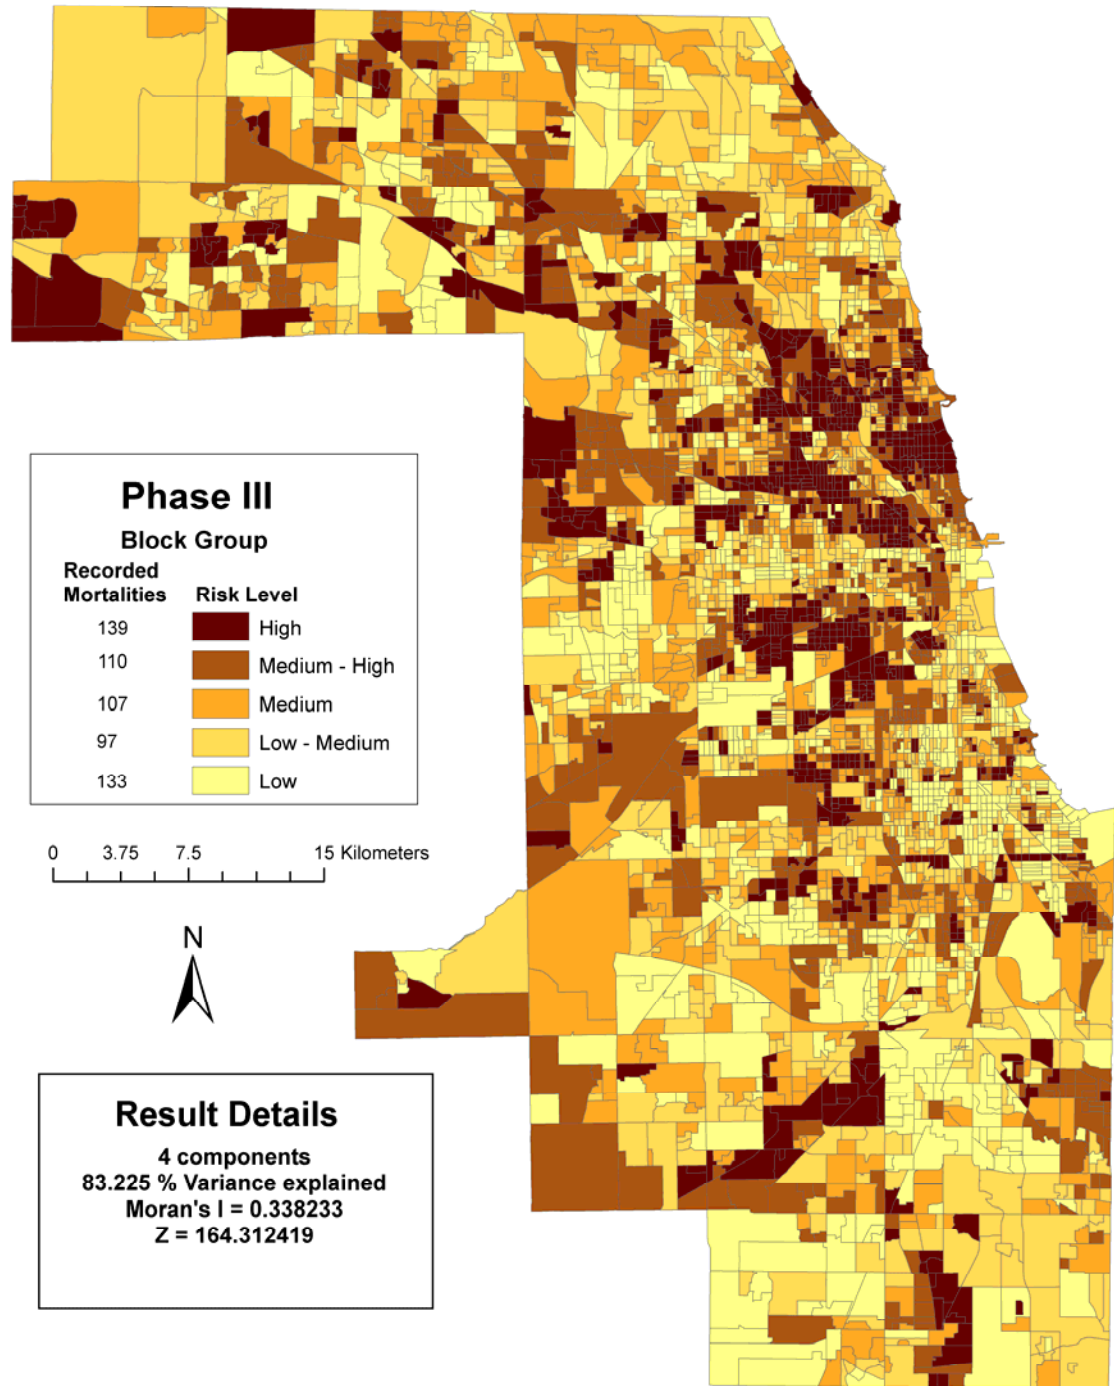 Phase III
Block Group
Recorded
Mortalities Risk Level
139 High
110 Medium - High
107 Medium
97 Low - Medium
133 Low
0 3.75 7.5 15 Kilometers
N
Result Details
4 components
83.225 % Variance explained
Moran's I = 0.338233
Z = 164.312419